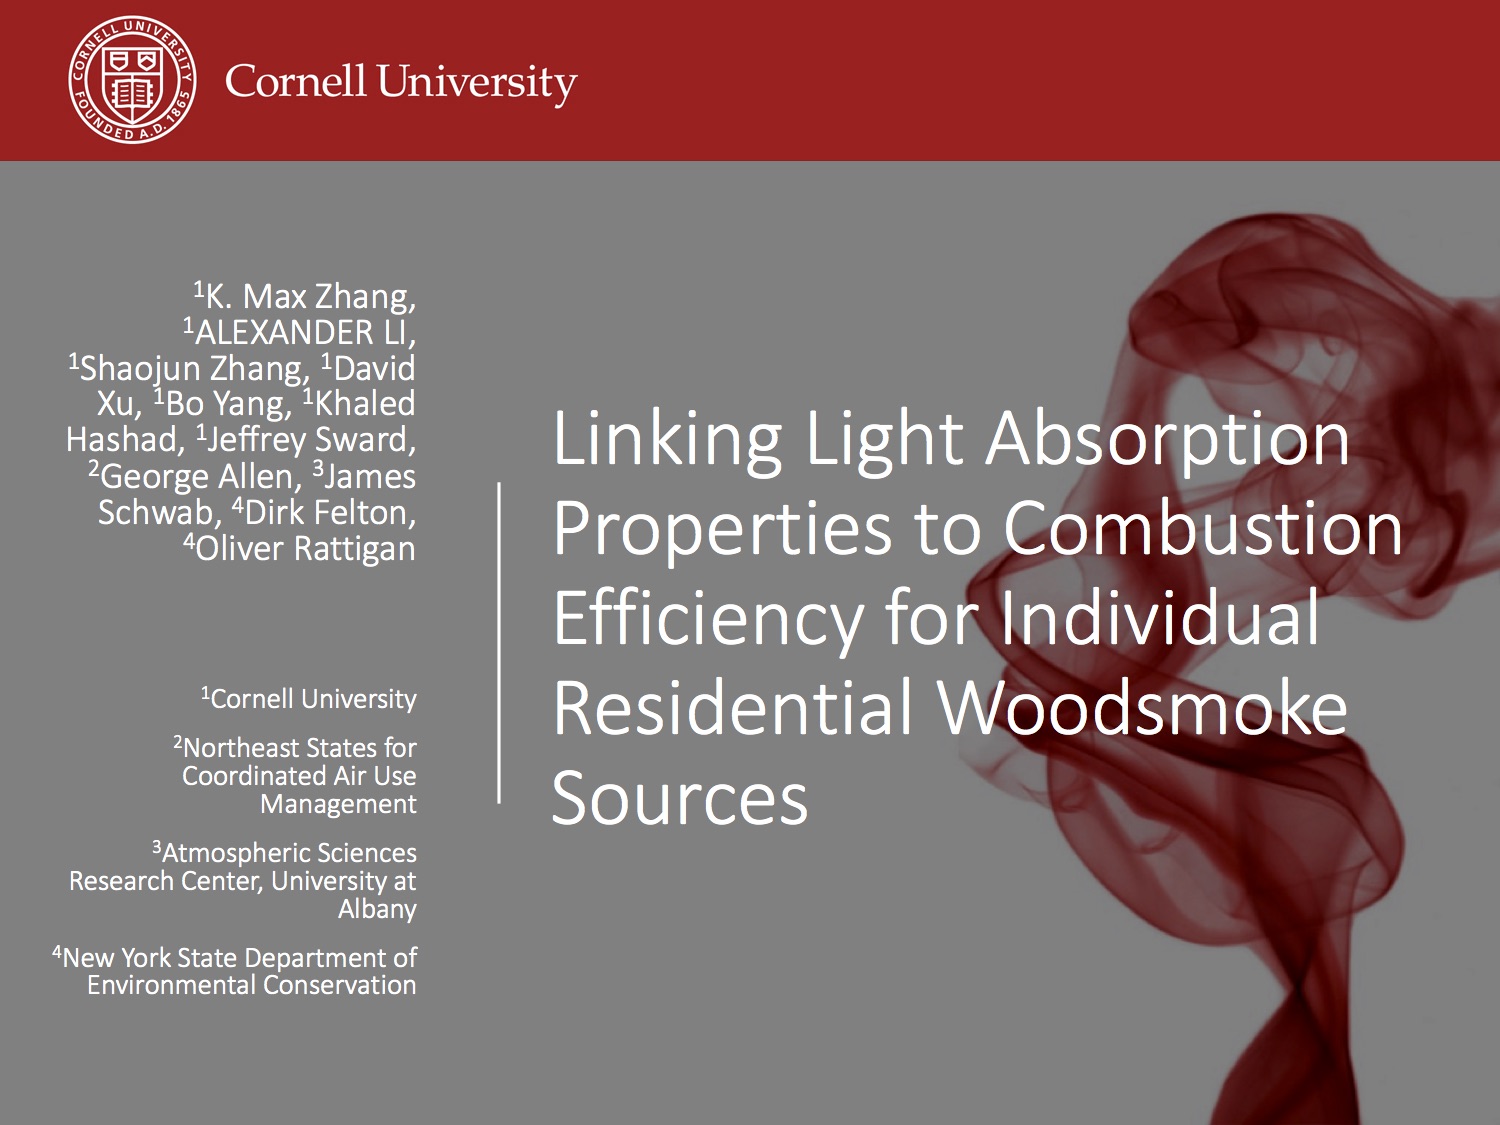 CORNELL UNIVERSITY
FOUNDED A.D. 1865
Cornell University
¹K. Max Zhang,
¹ALEXANDER LI,
¹Shaojun Zhang, ¹David
Xu, ¹Bo Yang, ¹Khaled
Hashad, ¹Jeffrey Sward,
²George Allen, ³James
Schwab, ⁴Dirk Felton,
⁴Oliver Rattigan
¹Cornell University
²Northeast States for
Coordinated Air Use
Management
³Atmospheric Sciences
Research Center, University at
Albany
⁴New York State Department of
Environmental Conservation
Linking Light Absorption
Properties to Combustion
Efficiency for Individual
Residential Woodsmoke
Sources